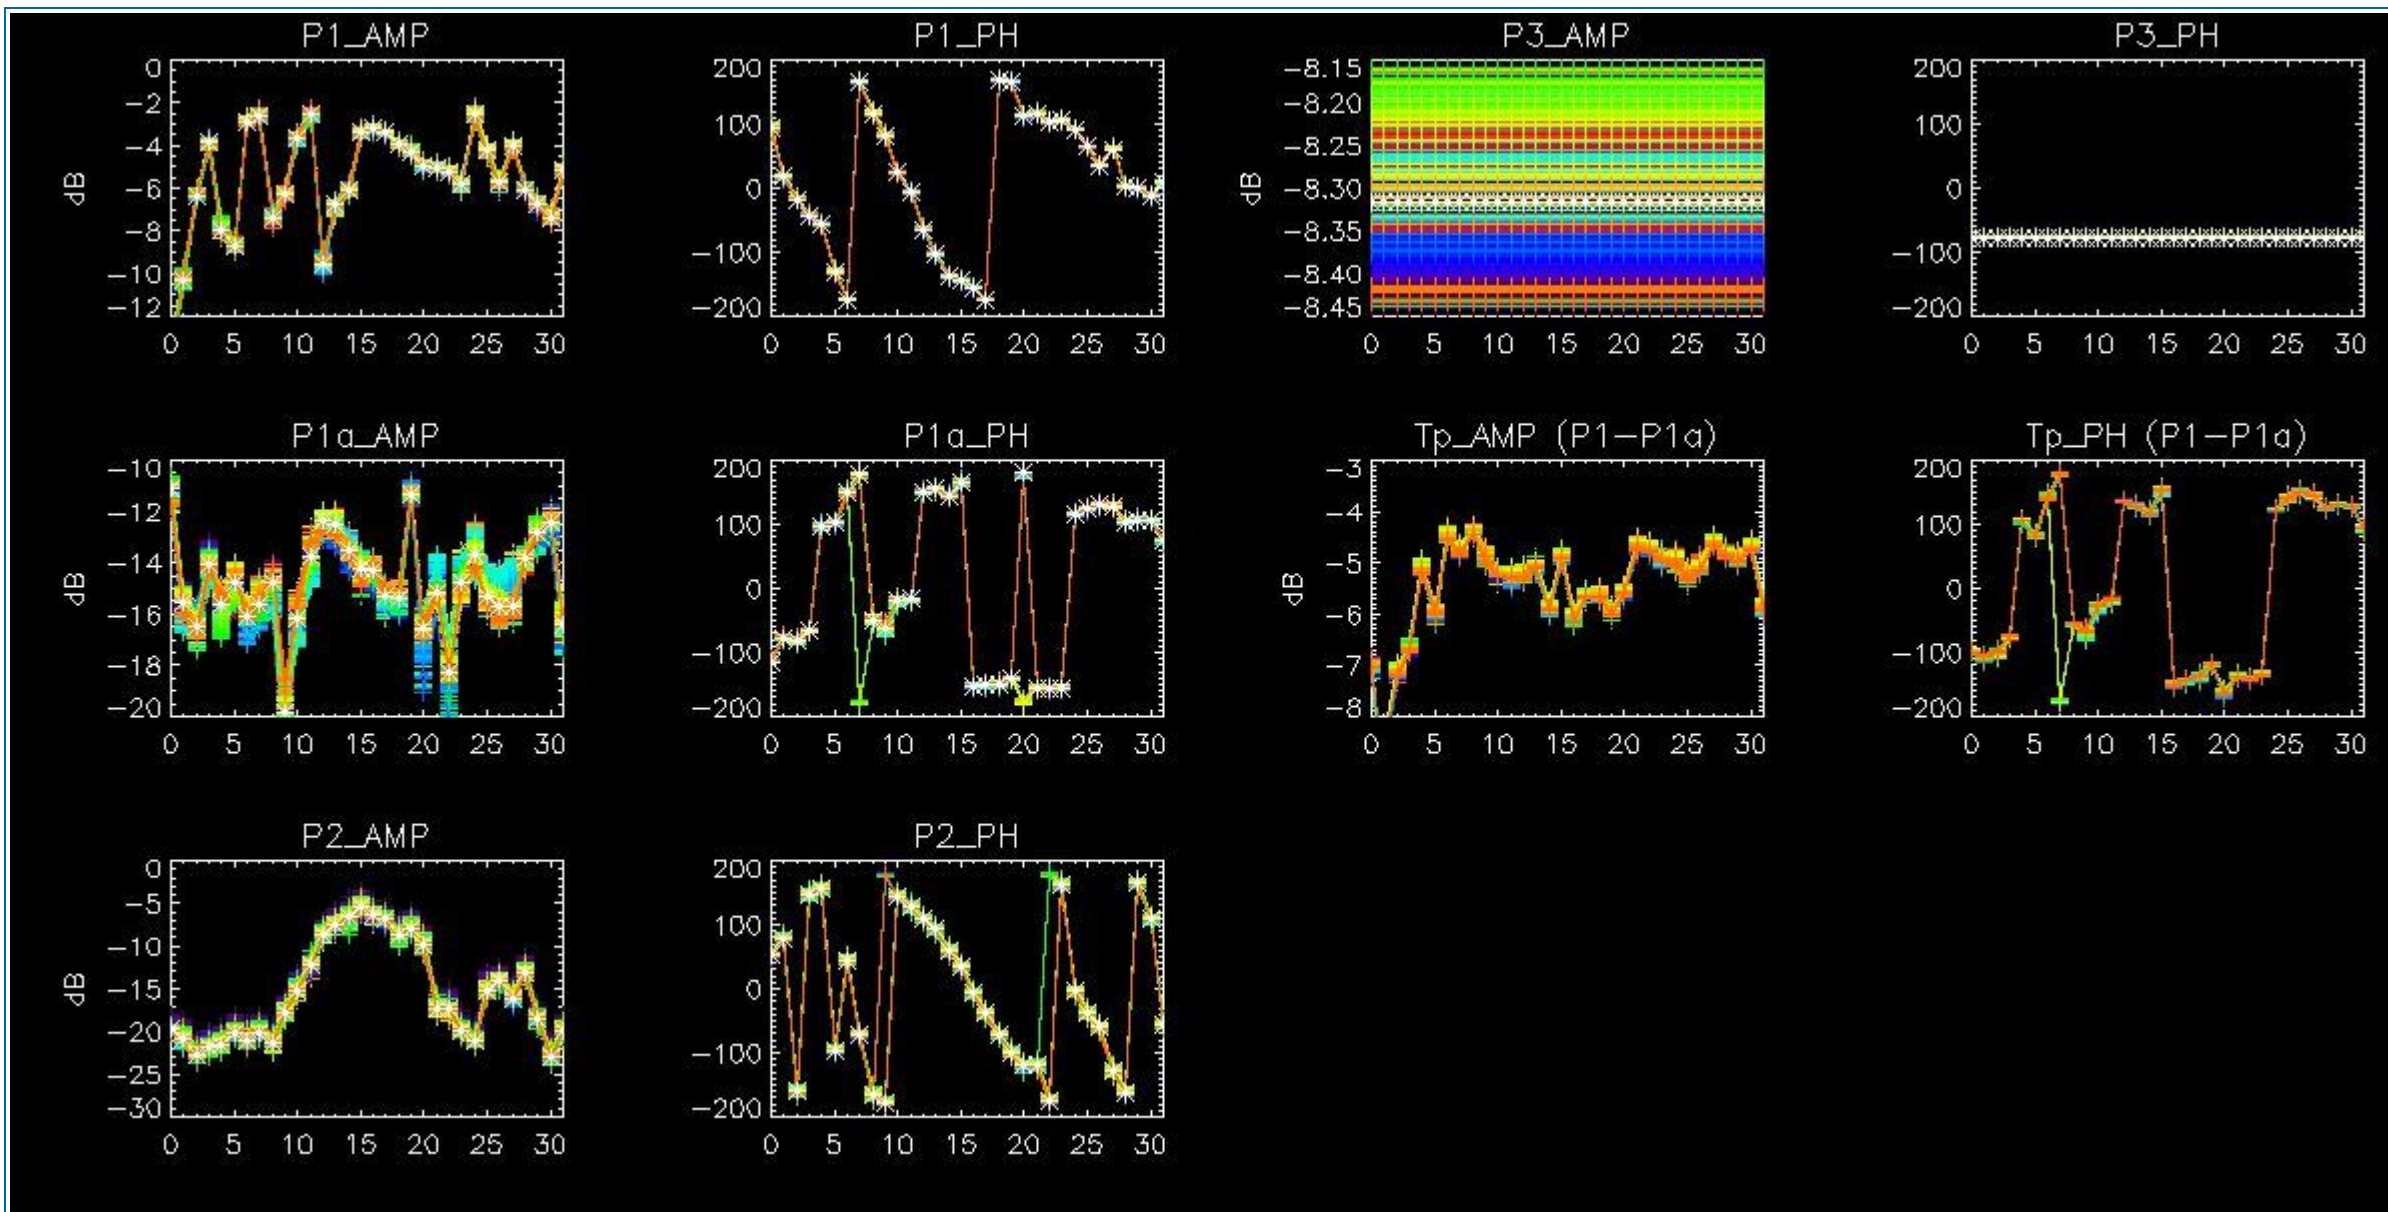 P1_AMP P1_PH P3_AMP P3_PH
0 200 −8.15 200
−2 100 −8.20 100
−4 0 −8.25 0
−6 −100 −8.30 −100
−8 −200 −8.35 −200
−10 −8.40
−12 −8.45
dB dB
0 5 10 15 20 25 30 0 5 10 15 20 25 30 0 5 10 15 20 25 30 0 5 10 15 20 25 30
P1a_AMP P1a_PH Tp_AMP (P1−P1a) Tp_PH (P1−P1a)
−10 200 −3 200
−12 100 −4 100
−14 0 −5 0
−16 −100 −6 −100
−18 −200 −7 −200
−20 −8
dB dB
0 5 10 15 20 25 30 0 5 10 15 20 25 30 0 5 10 15 20 25 30 0 5 10 15 20 25 30
P2_AMP P2_PH
0 200
−5 100
−10 0
−15 −100
−20 −200
−25
−30
dB
0 5 10 15 20 25 30 0 5 10 15 20 25 30